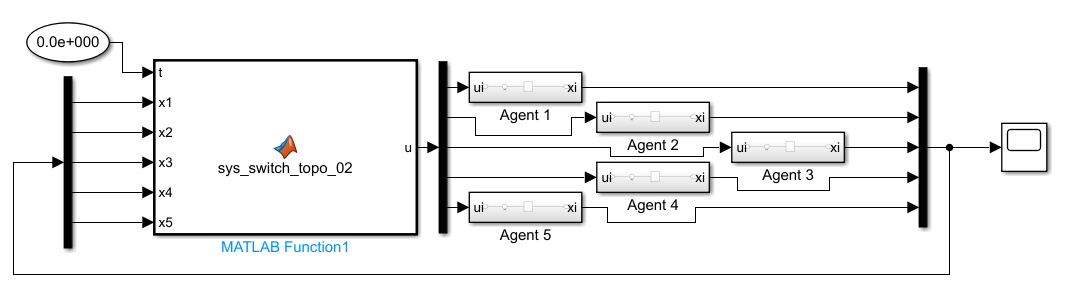 0.0e+000
t
x1
x2
x3
x4
x5
sys_switch_topo_02
u
MATLAB Function1
ui xi
Agent 1
ui xi
Agent 2
ui xi
Agent 3
ui xi
Agent 4
ui xi
Agent 5